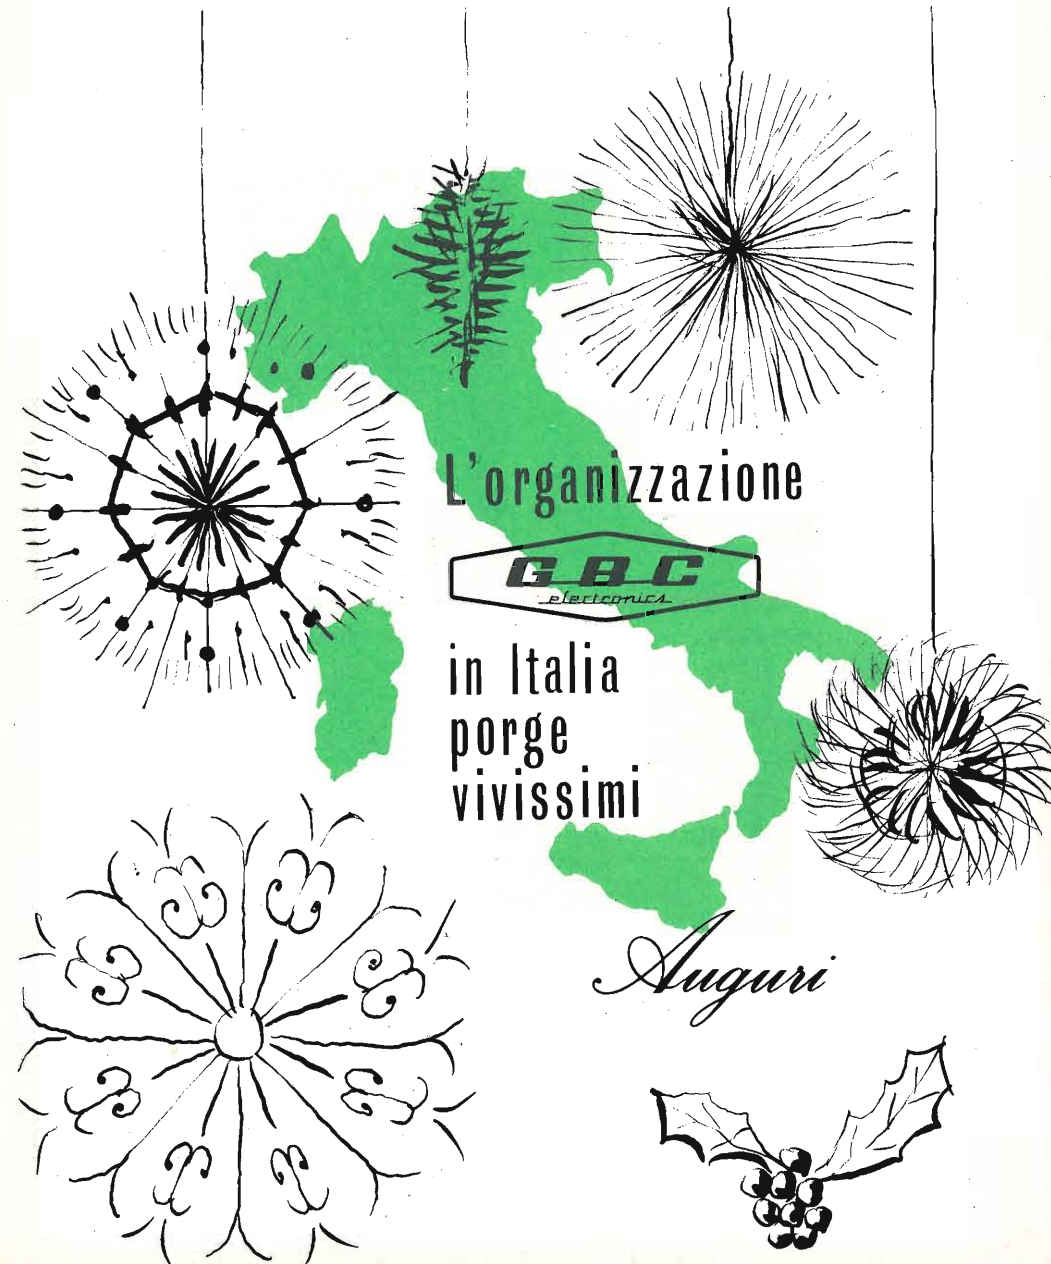 L'organizzazione
GBC
electronics
in Italia
porge
vivissimi
Auguri